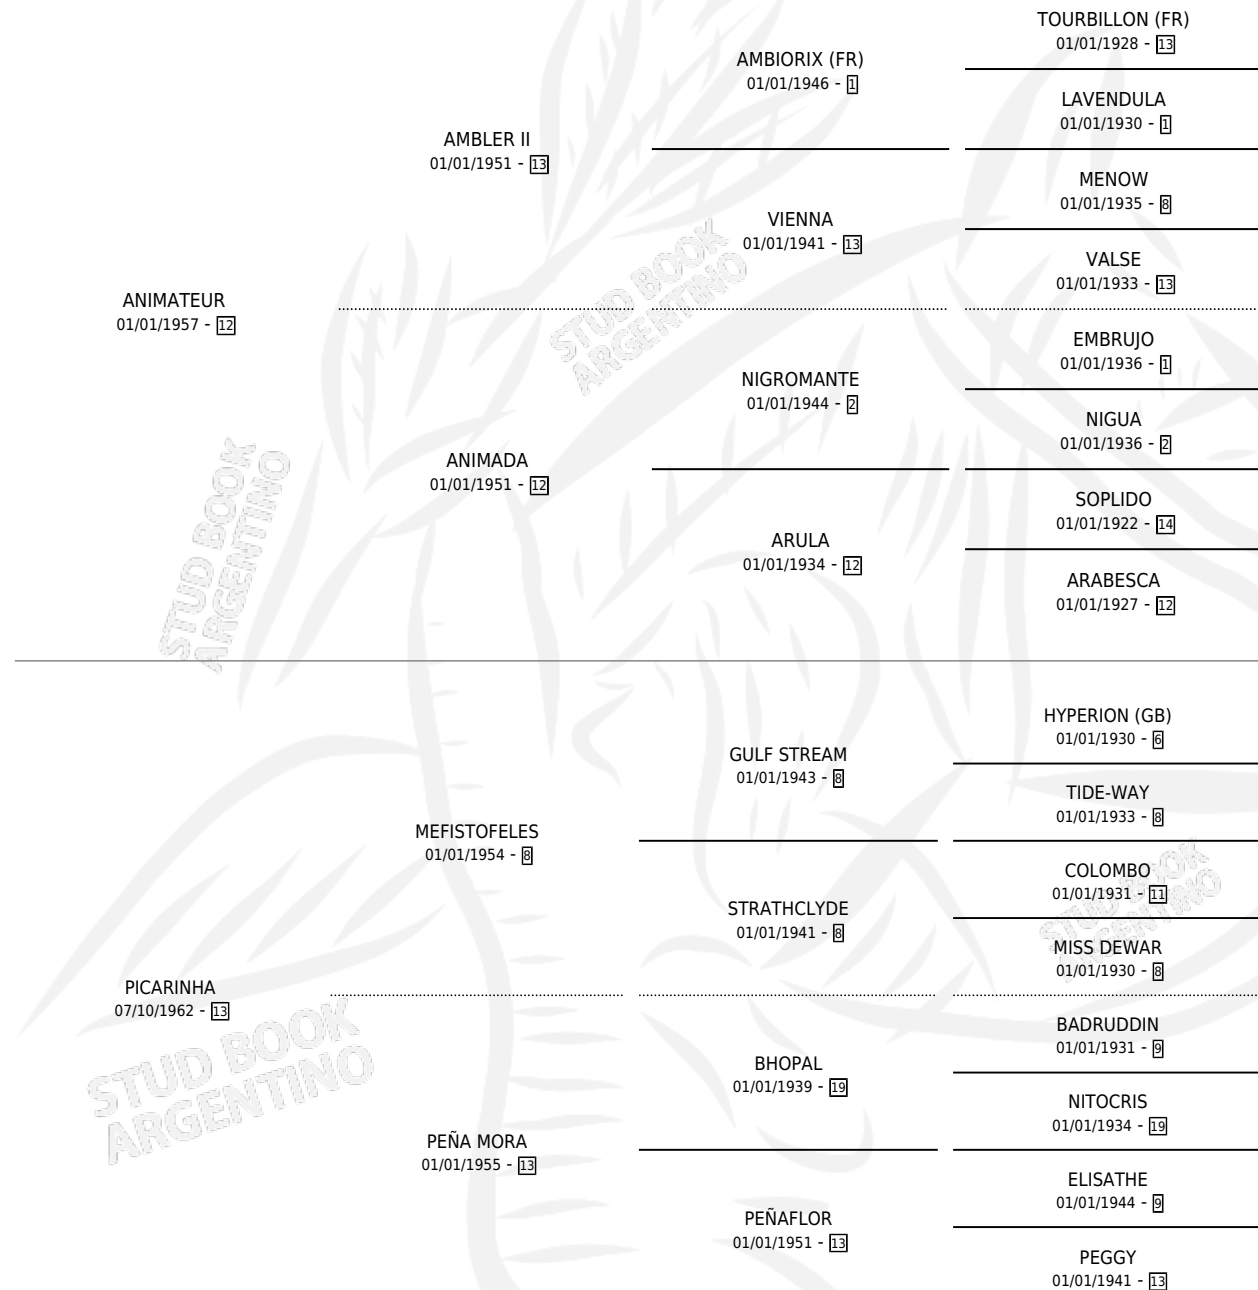 TOURBILLON (FR)
01/01/1928 - 13
AMBIORIX (FR)
01/01/1946 - 1
LAVENDULA
01/01/1930 - 1
AMBLER II
01/01/1951 - 13
MENOW
01/01/1935 - 8
VIENNA
01/01/1941 - 13
VALSE
01/01/1933 - 13
ANIMATEUR
01/01/1957 - 12
EMBRUJO
01/01/1936 - 1
NIGROMANTE
01/01/1944 - 2
NIGUA
01/01/1936 - 2
ANIMADA
01/01/1951 - 12
SOPLIDO
01/01/1922 - 14
ARULA
01/01/1934 - 12
ARABESCA
01/01/1927 - 12
HYPERION (GB)
01/01/1930 - 6
GULF STREAM
01/01/1943 - 8
TIDE-WAY
01/01/1933 - 8
MEFISTOFELES
01/01/1954 - 8
COLOMBO
01/01/1931 - 11
STRATHCLYDE
01/01/1941 - 8
MISS DEWAR
01/01/1930 - 8
PICARINHA
07/10/1962 - 13
BADRUDDIN
01/01/1931 - 9
BHOPAL
01/01/1939 - 19
NITOCRIS
01/01/1934 - 19
PEÑA MORA
01/01/1955 - 13
ELISATHE
01/01/1944 - 9
PEÑAFLOR
01/01/1951 - 13
PEGGY
01/01/1941 - 13
STUD BOOK
ARGENTINO
STUD BOOK
ARGENTINO
STUD BOOK
ARGENTINO
STUD BOOK
ARGENTINO